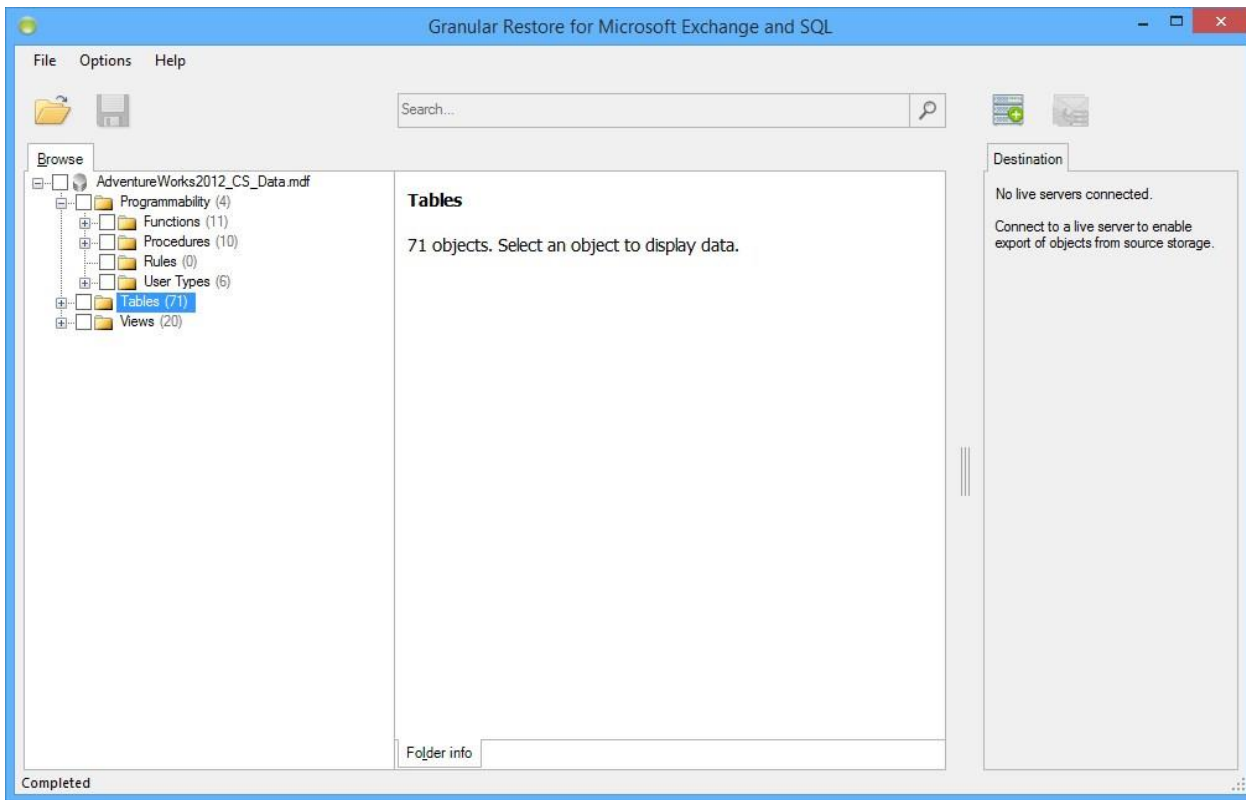 Granular Restore for Microsoft Exchange and SQL
File Options Help
Search...
Browse
AdventureWorks2012_CS_Data.mdf
Programmability (4)
Functions (11)
Procedures (10)
Rules (0)
User Types (6)
Tables (71)
Views (20)
Tables
71 objects. Select an object to display data.
Folder info
Destination
No live servers connected.
Connect to a live server to enable
export of objects from source storage.
Completed